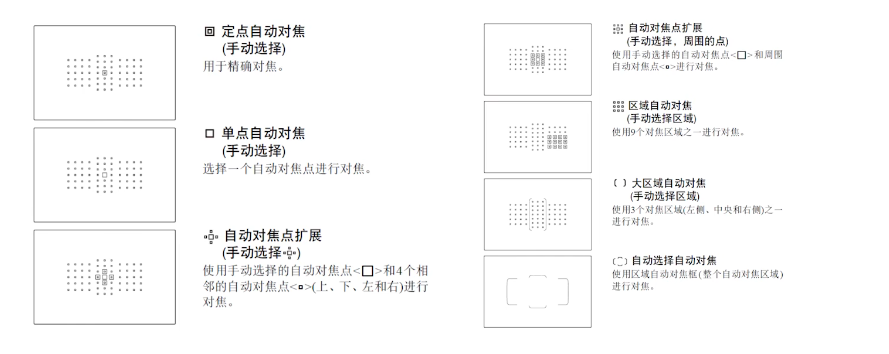 定点自动对焦
(手动选择)
用于精确对焦。
单点自动对焦
(手动选择)
选择一个自动对焦点进行对焦。
自动对焦点扩展
(手动选择)
使用手动选择的自动对焦点<□>和4个相
邻的自动对焦点<▫>(上、下、左和右)进行
对焦。
自动对焦点扩展
(手动选择，周围的点)
使用手动选择的自动对焦点<□>和周围
自动对焦点<▫>进行对焦。
区域自动对焦
(手动选择区域)
使用9个对焦区域之一进行对焦。
大区域自动对焦
(手动选择区域)
使用3个对焦区域(左侧、中央和右侧)之一
进行对焦。
自动选择自动对焦
使用区域自动对焦框(整个自动对焦区域)
进行对焦。